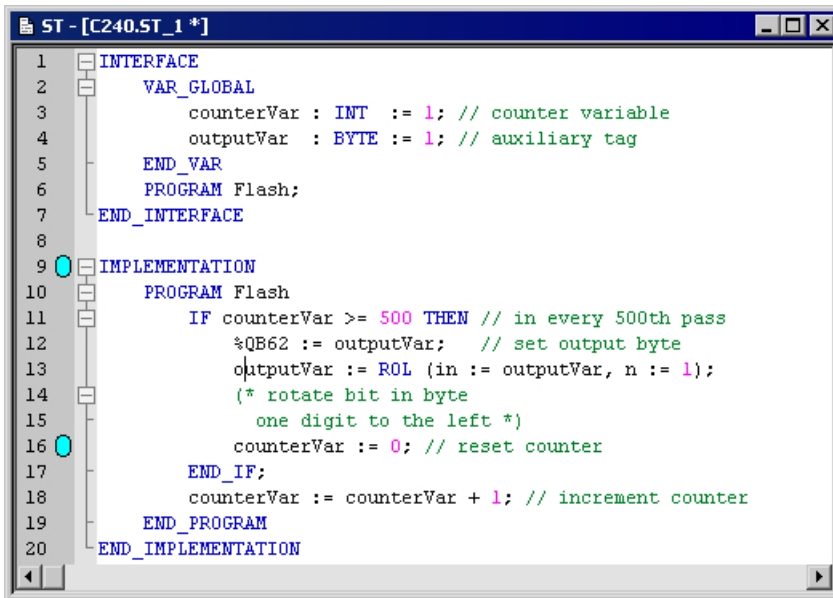 ST - [C240.ST_1 *]
1 INTERFACE
2 VAR_GLOBAL
3 counterVar : INT  := 1; // counter variable
4 outputVar  : BYTE := 1; // auxiliary tag
5 END_VAR
6 PROGRAM Flash;
7 END_INTERFACE
8
9 IMPLEMENTATION
10 PROGRAM Flash
11 IF counterVar >= 500 THEN // in every 500th pass
12 %QB62 := outputVar;   // set output byte
13 outputVar := ROL (in := outputVar, n := 1);
14 (* rotate bit in byte
15 one digit to the left *)
16 counterVar := 0; // reset counter
17 END_IF;
18 counterVar := counterVar + 1; // increment counter
19 END_PROGRAM
20 END_IMPLEMENTATION